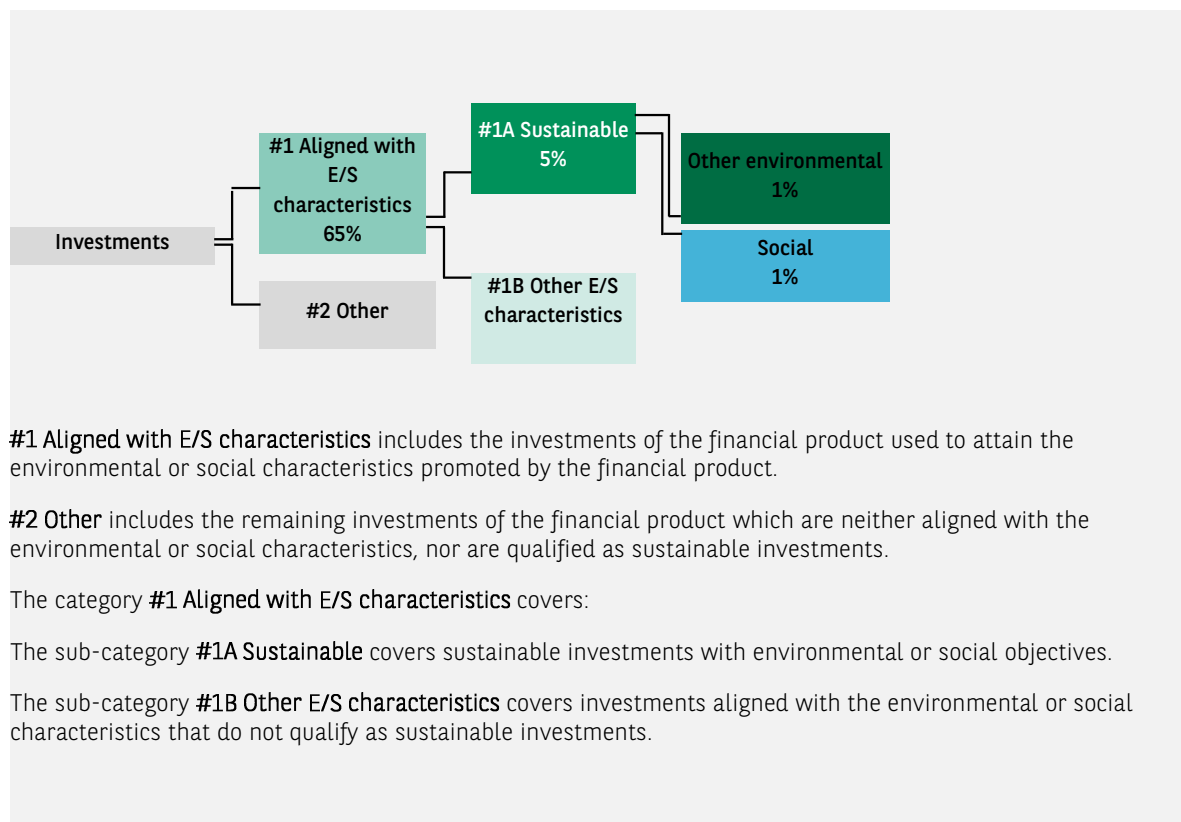 #1A Sustainable
5%
#1 Aligned with
E/S
characteristics
65%
Other environmental
1%
Investments
Social
1%
#2 Other
#1B Other E/S
characteristics
#1 Aligned with E/S characteristics includes the investments of the financial product used to attain the
environmental or social characteristics promoted by the financial product.
#2 Other includes the remaining investments of the financial product which are neither aligned with the
environmental or social characteristics, nor are qualified as sustainable investments.
The category #1 Aligned with E/S characteristics covers:
The sub-category #1A Sustainable covers sustainable investments with environmental or social objectives.
The sub-category #1B Other E/S characteristics covers investments aligned with the environmental or social
characteristics that do not qualify as sustainable investments.